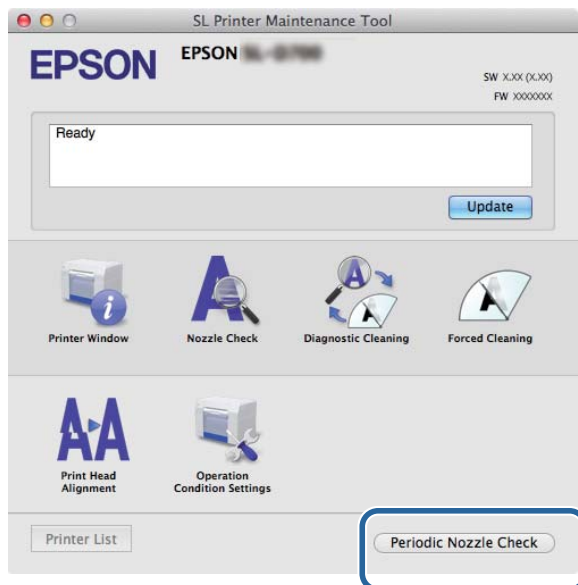 SL Printer Maintenance Tool
EPSON
EPSON
SW X.XX (X.XX)
FW XXXXXXX
Ready
Update
Printer Window
Nozzle Check
Diagnostic Cleaning
Forced Cleaning
Print Head
Alignment
Operation
Condition Settings
Printer List
Periodic Nozzle Check